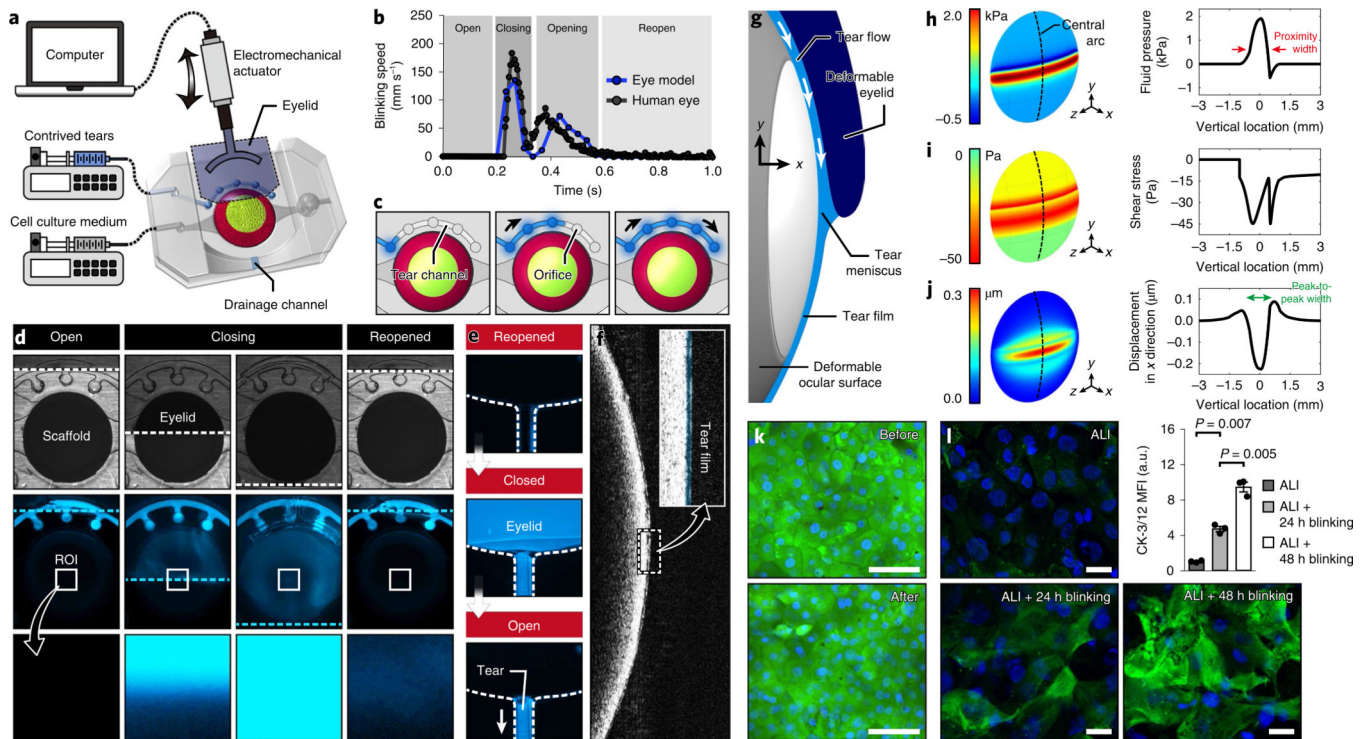 a
Computer
Electromechanical
actuator
Eyelid
Contrived tears
Cell culture medium
Drainage channel
b
Open
Closing
Opening
Reopen
Blinking speed
(mm s⁻¹)
250
200
150
100
50
0
Eye model
Human eye
0.0
0.2
0.4
0.6
0.8
1.0
Time (s)
c
Tear channel
Orifice
d
Open
Closing
Reopened
Scaffold
Eyelid
ROI
e
Reopened
Closed
Eyelid
Open
Tear
f
Tear film
g
Tear flow
Deformable
eyelid
y
x
Tear
meniscus
Tear film
Deformable
ocular surface
h
2.0
kPa
−0.5
Central
arc
y
z
x
Fluid pressure
(kPa)
2
1
0
−1
Proximity
width
−3
−2
−1
0
1
3
Vertical location (mm)
i
0
Pa
−50
y
z
x
Shear stress
(Pa)
15
0
−15
−30
−45
−60
−3
−2
−1
0
1
3
Vertical location (mm)
j
0.3
µm
0.0
y
z
x
Displacement
in x direction (µm)
0.1
0.0
−0.1
−0.2
Peak-to-
peak width
−3
−2
−1
0
1
3
Vertical location (mm)
k
Before
After
l
ALI
ALI + 24 h blinking
ALI + 48 h blinking
CK-3/12 MFI (a.u.)
16
12
8
4
0
P = 0.007
P = 0.005
ALI
ALI +
24 h blinking
ALI +
48 h blinking